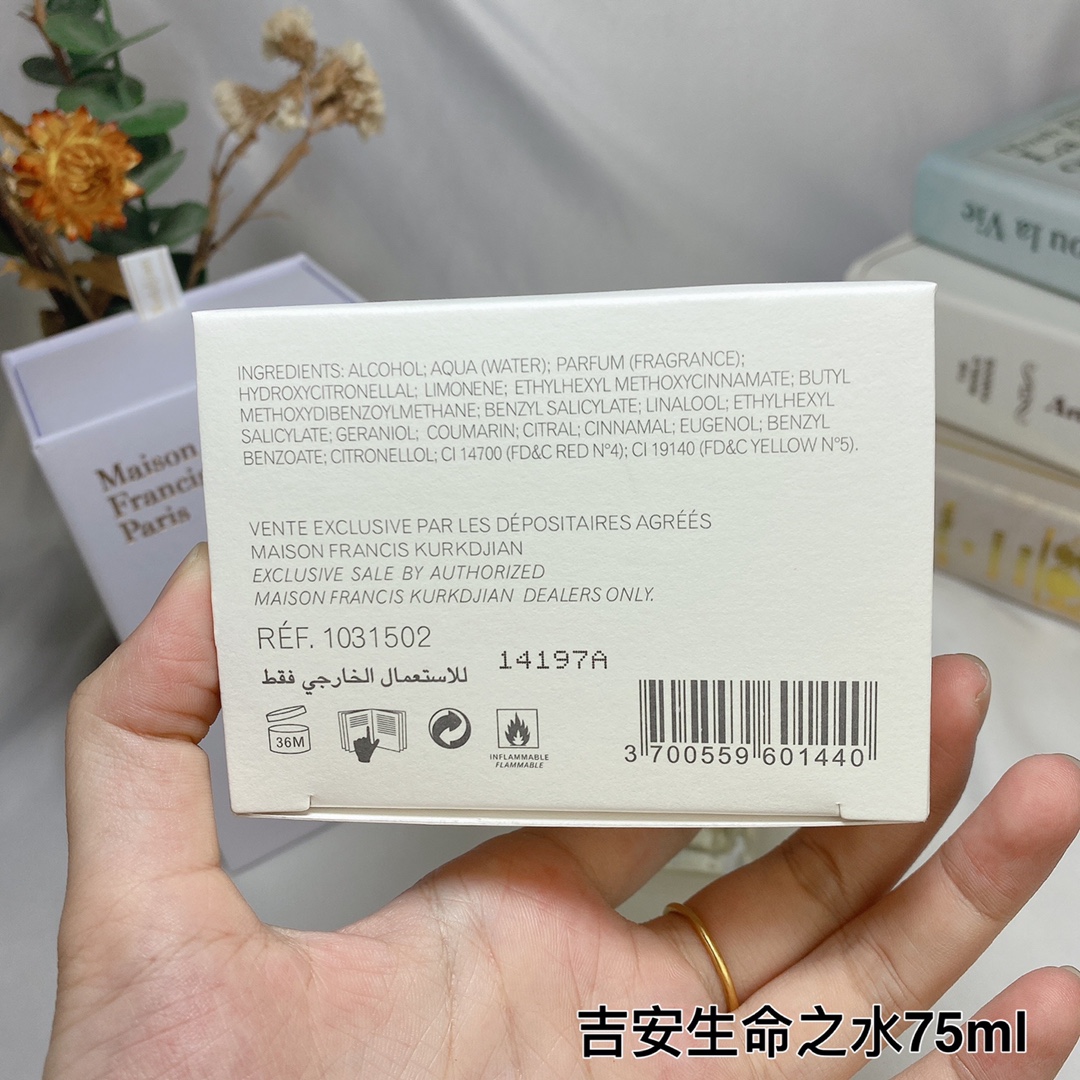 ou la Vie
INGREDIENTS: ALCOHOL; AQUA (WATER); PARFUM (FRAGRANCE);
HYDROXYCITRONELLAL; LIMONENE; ETHYLHEXYL METHOXYCINNAMATE; BUTYL
METHOXYDIBENZOYLMETHANE; BENZYL SALICYLATE; LINALOOL; ETHYLHEXYL
SALICYLATE; GERANIOL; COUMARIN; CITRAL; CINNAMAL; EUGENOL; BENZYL
BENZOATE; CITRONELLOL; CI 14700 (FD&C RED N°4); CI 19140 (FD&C YELLOW N°5).
Maison
Francis
Paris
VENTE EXCLUSIVE PAR LES DÉPOSITAIRES AGRÉÉS
MAISON FRANCIS KURKDJIAN
EXCLUSIVE SALE BY AUTHORIZED
MAISON FRANCIS KURKDJIAN DEALERS ONLY.
RÉF. 1031502
14197A
للاستعمال الخارجي فقط
36M
INFLAMMABLE
FLAMMABLE
3 700559 601440
吉安生命之水75ml